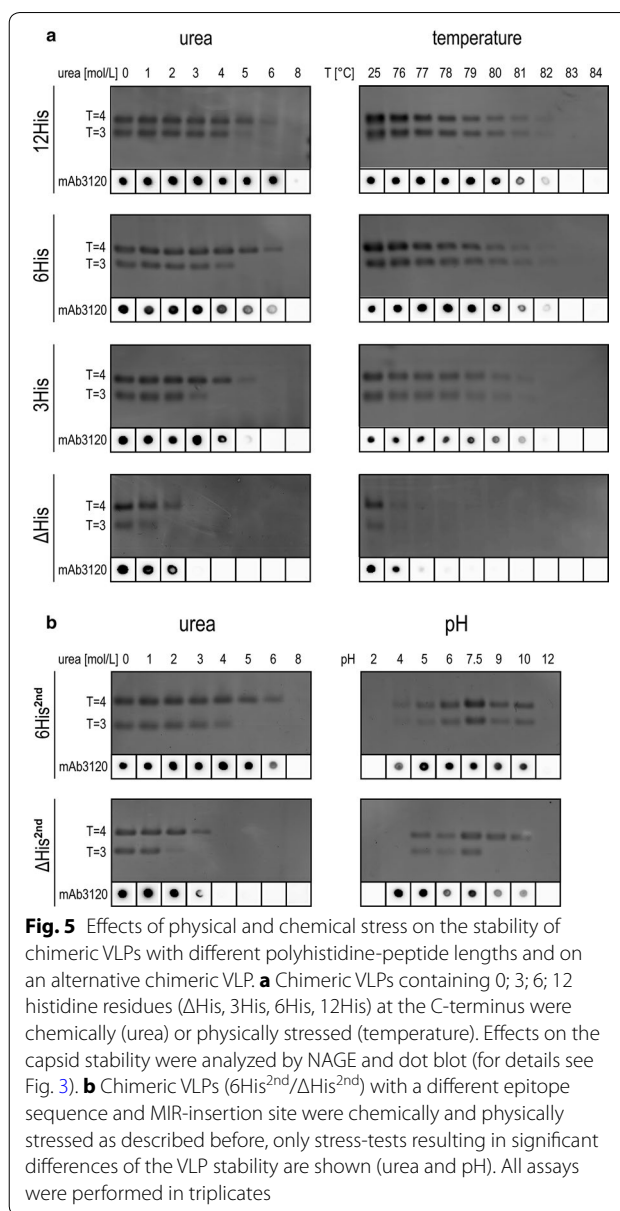 a
urea temperature
urea [mol/L] 0 1 2 3 4 5 6 8 T [°C] 25 76 77 78 79 80 81 82 83 84
12His
T=4
T=3
mAb3120
6His
T=4
T=3
mAb3120
3His
T=4
T=3
mAb3120
ΔHis
T=4
T=3
mAb3120
b
urea pH
urea [mol/L] 0 1 2 3 4 5 6 8 pH 2 4 5 6 7.5 9 10 12
6His2nd
T=4
T=3
mAb3120
ΔHis2nd
T=4
T=3
mAb3120
Fig. 5 Effects of physical and chemical stress on the stability of
chimeric VLPs with different polyhistidine-peptide lengths and on
an alternative chimeric VLP. a Chimeric VLPs containing 0; 3; 6; 12
histidine residues (ΔHis, 3His, 6His, 12His) at the C-terminus were
chemically (urea) or physically stressed (temperature). Effects on the
capsid stability were analyzed by NAGE and dot blot (for details see
Fig. 3). b Chimeric VLPs (6His2nd/ΔHis2nd) with a different epitope
sequence and MIR-insertion site were chemically and physically
stressed as described before, only stress-tests resulting in significant
differences of the VLP stability are shown (urea and pH). All assays
were performed in triplicates